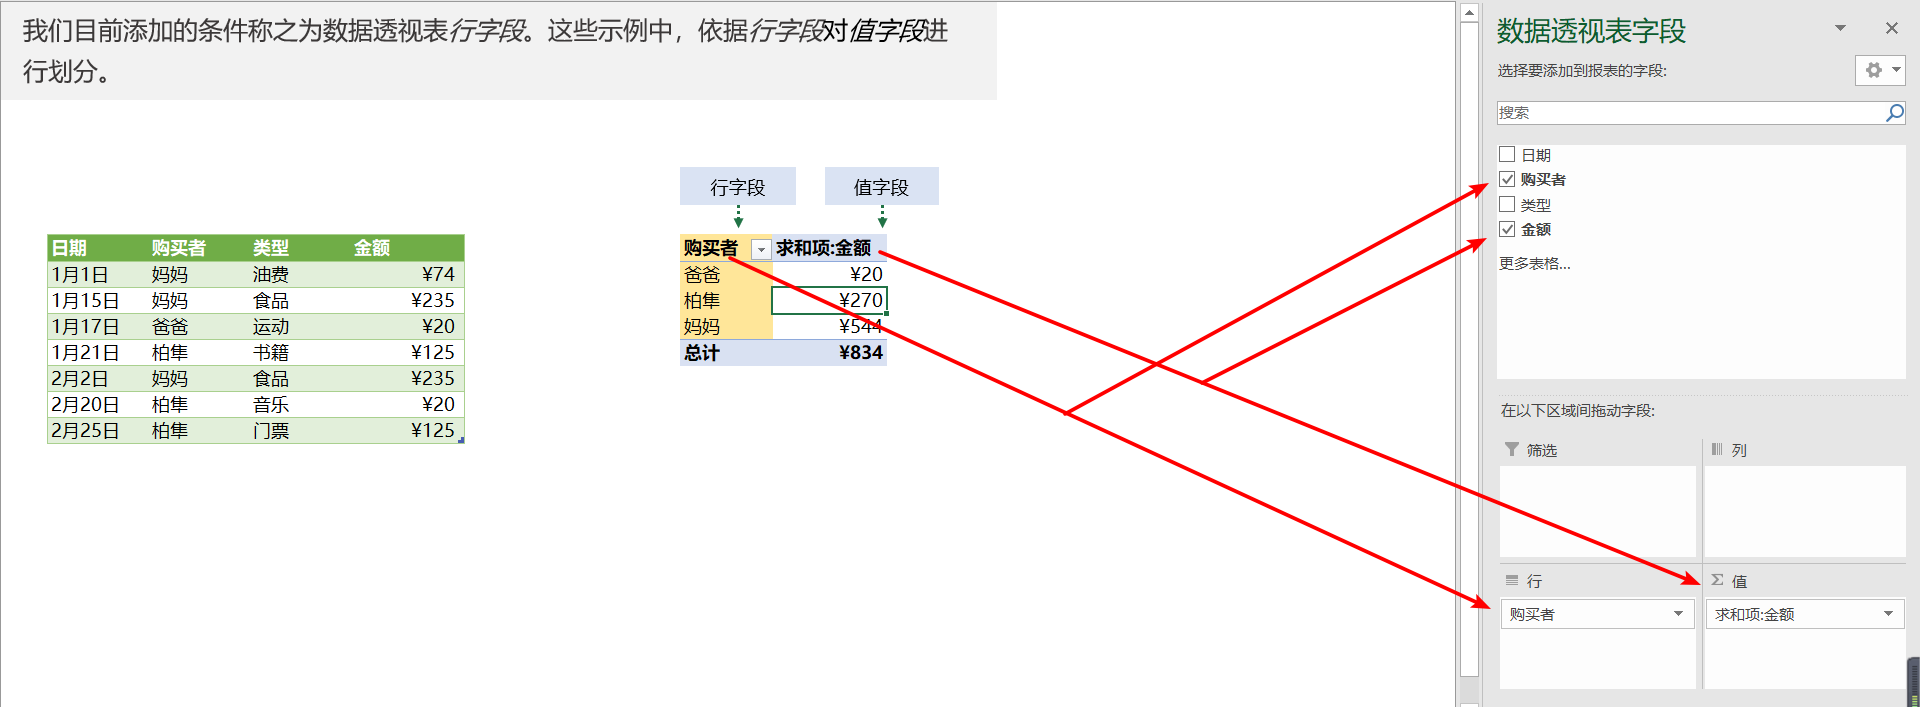 我们目前添加的条件称之为数据透视表行字段。这些示例中，依据行字段对值字段进
行划分。
行字段 值字段
日期 购买者 类型 金额
1月1日 妈妈 油费 ¥74
1月15日 妈妈 食品 ¥235
1月17日 爸爸 运动 ¥20
1月21日 柏隼 书籍 ¥125
2月2日 妈妈 食品 ¥235
2月20日 柏隼 音乐 ¥20
2月25日 柏隼 门票 ¥125
购买者 求和项:金额
爸爸 ¥20
柏隼 ¥270
妈妈 ¥544
总计 ¥834
数据透视表字段
选择要添加到报表的字段:
搜索
日期
购买者
类型
金额
更多表格...
在以下区域间拖动字段:
筛选 列
行 Σ 值
购买者 求和项:金额